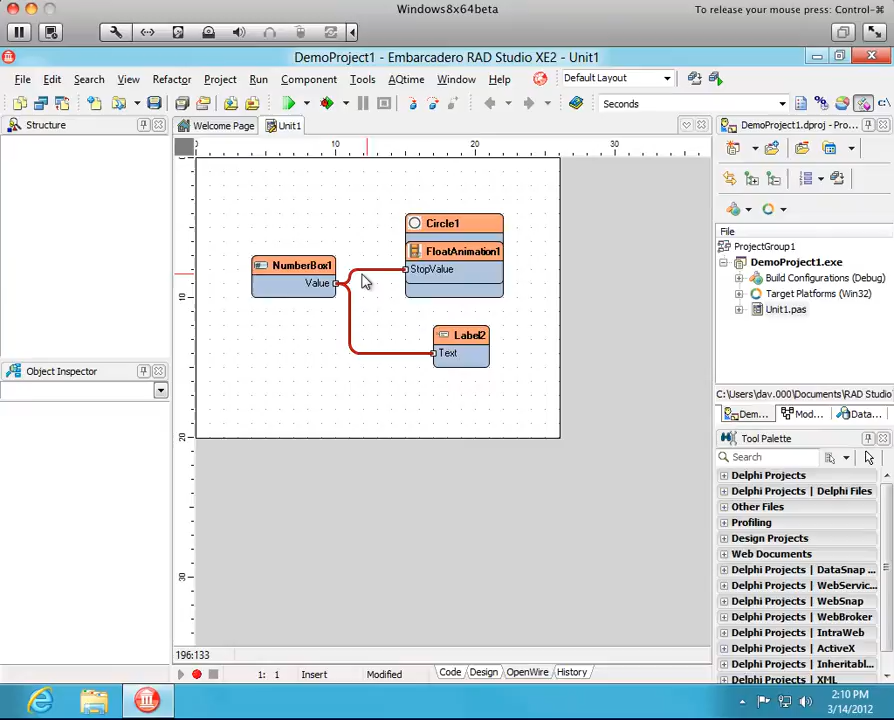 Windows8x64beta
To release your mouse press: Control-⌘
DemoProject1 - Embarcadero RAD Studio XE2 - Unit1
File Edit Search View Refactor Project Run Component Tools AQtime Window Help Default Layout
Seconds
Structure
Welcome Page Unit1
DemoProject1.dproj - Pro...
0 10 20 30
File
ProjectGroup1
DemoProject1.exe
Build Configurations (Debug)
Target Platforms (Win32)
Unit1.pas
Circle1
FloatAnimation1
StopValue
NumberBox1
Value
Label2
Text
10
20
30
Object Inspector
C:\Users\dav.000\Documents\RAD Studio
Dem... Mod... Data...
Tool Palette
Search
Delphi Projects
Delphi Projects | Delphi Files
Other Files
Profiling
Design Projects
Web Documents
Delphi Projects | DataSnap ...
Delphi Projects | WebServic...
Delphi Projects | WebSnap
Delphi Projects | WebBroker
Delphi Projects | IntraWeb
Delphi Projects | ActiveX
Delphi Projects | Inheritabl...
Delphi Projects | XML
196:133
1: 1 Insert Modified Code Design OpenWire History
2:10 PM
3/14/2012